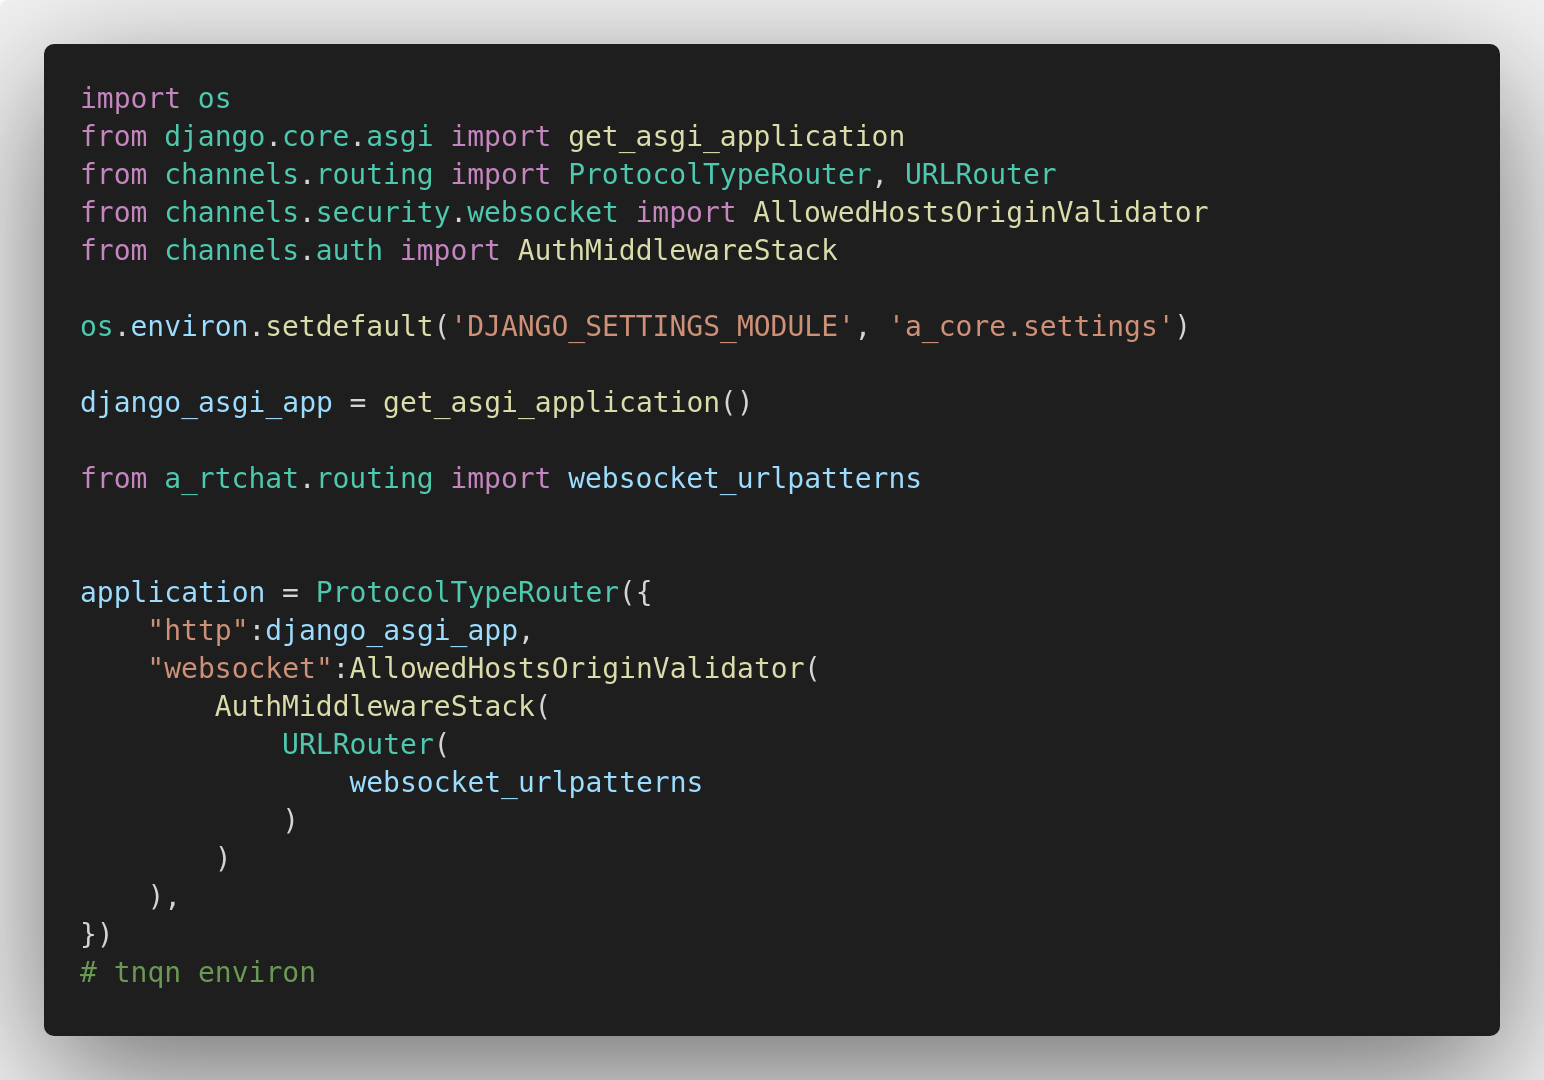 import os
from django.core.asgi import get_asgi_application
from channels.routing import ProtocolTypeRouter, URLRouter
from channels.security.websocket import AllowedHostsOriginValidator
from channels.auth import AuthMiddlewareStack

os.environ.setdefault('DJANGO_SETTINGS_MODULE', 'a_core.settings')

django_asgi_app = get_asgi_application()

from a_rtchat.routing import websocket_urlpatterns


application = ProtocolTypeRouter({
    "http":django_asgi_app,
    "websocket":AllowedHostsOriginValidator(
        AuthMiddlewareStack(
            URLRouter(
                websocket_urlpatterns
            )
        )
    ),
})
# tnqn environ